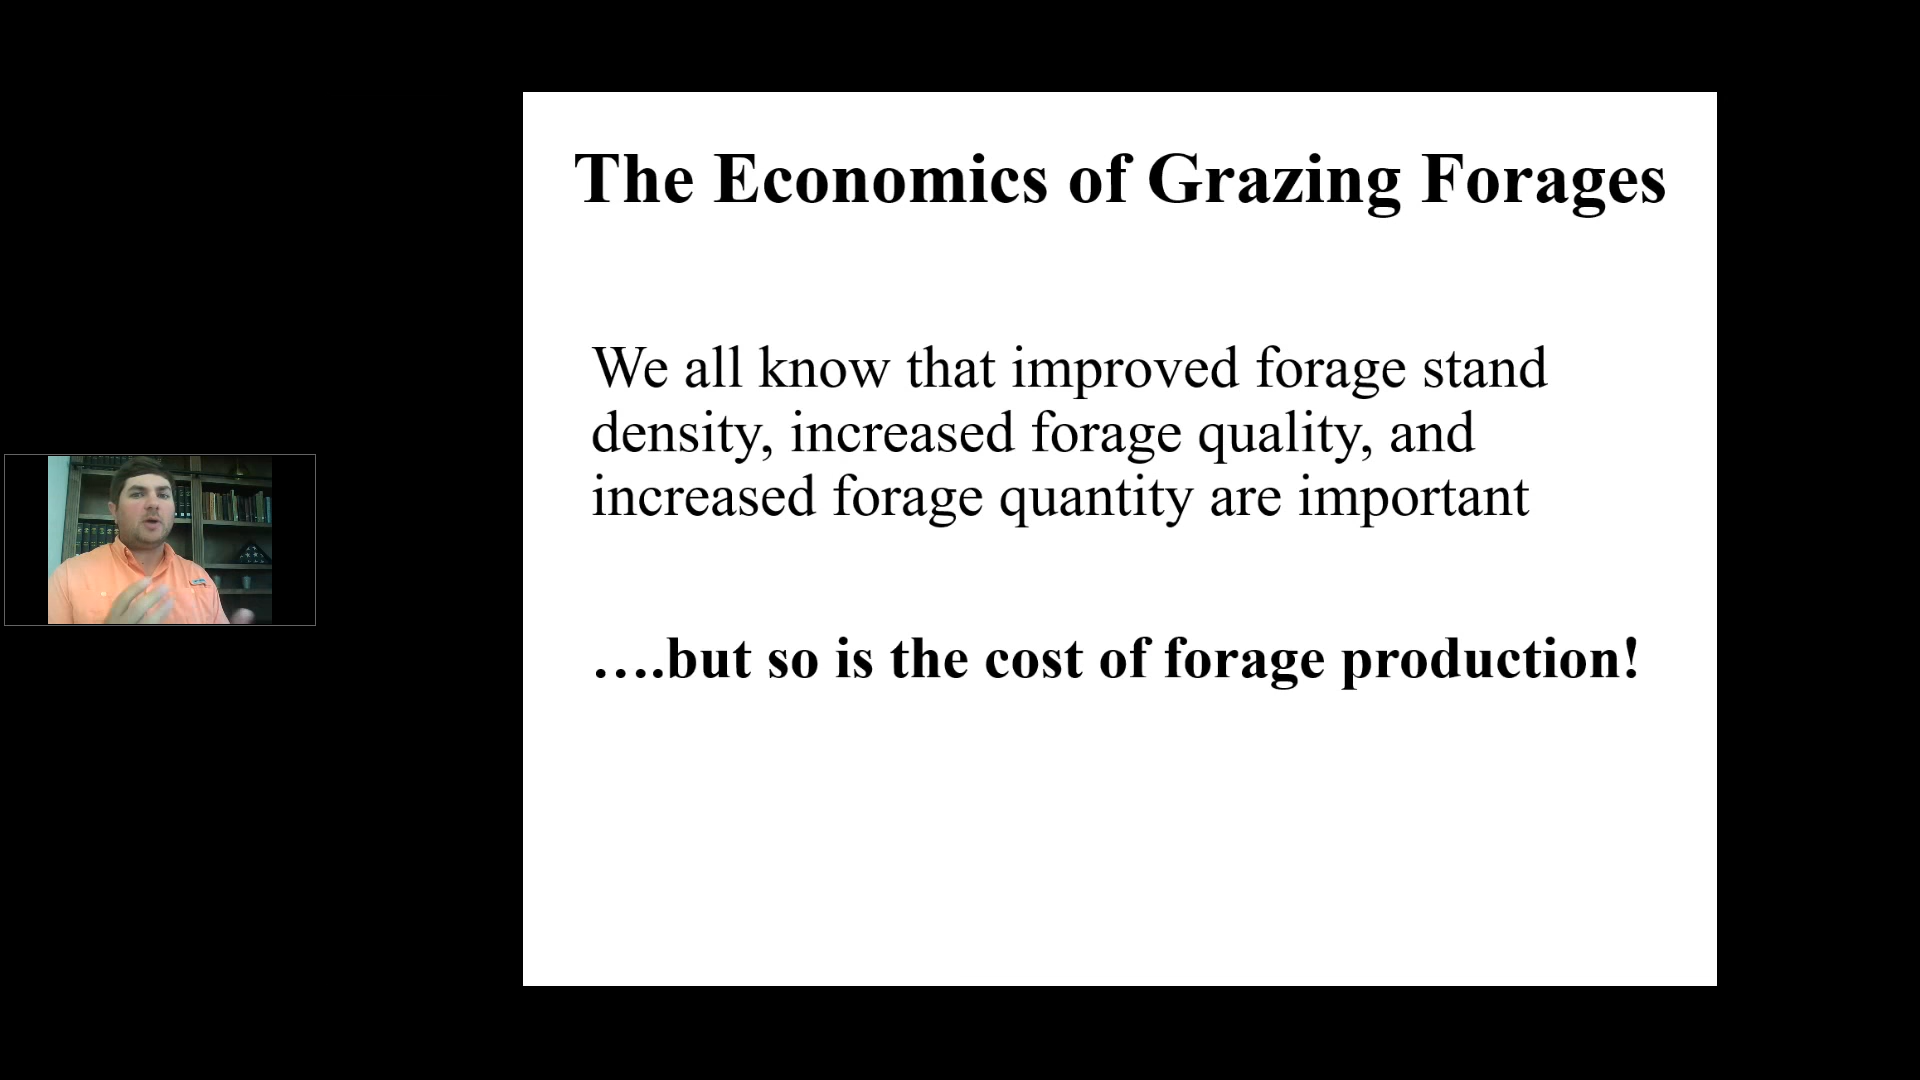 The Economics of Grazing Forages
We all know that improved forage stand
density, increased forage quality, and
increased forage quantity are important
….but so is the cost of forage production!